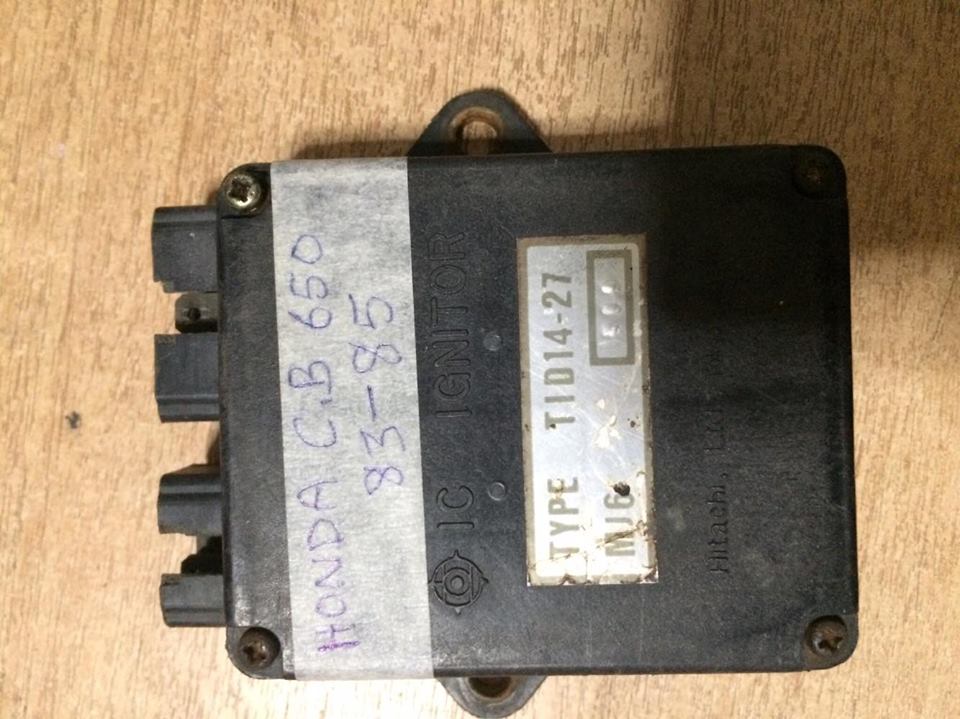 HONDA C.B 650
83-85
IC IGNITOR
TYPE TID14-27
MJ6
Hitachi, Ltd.